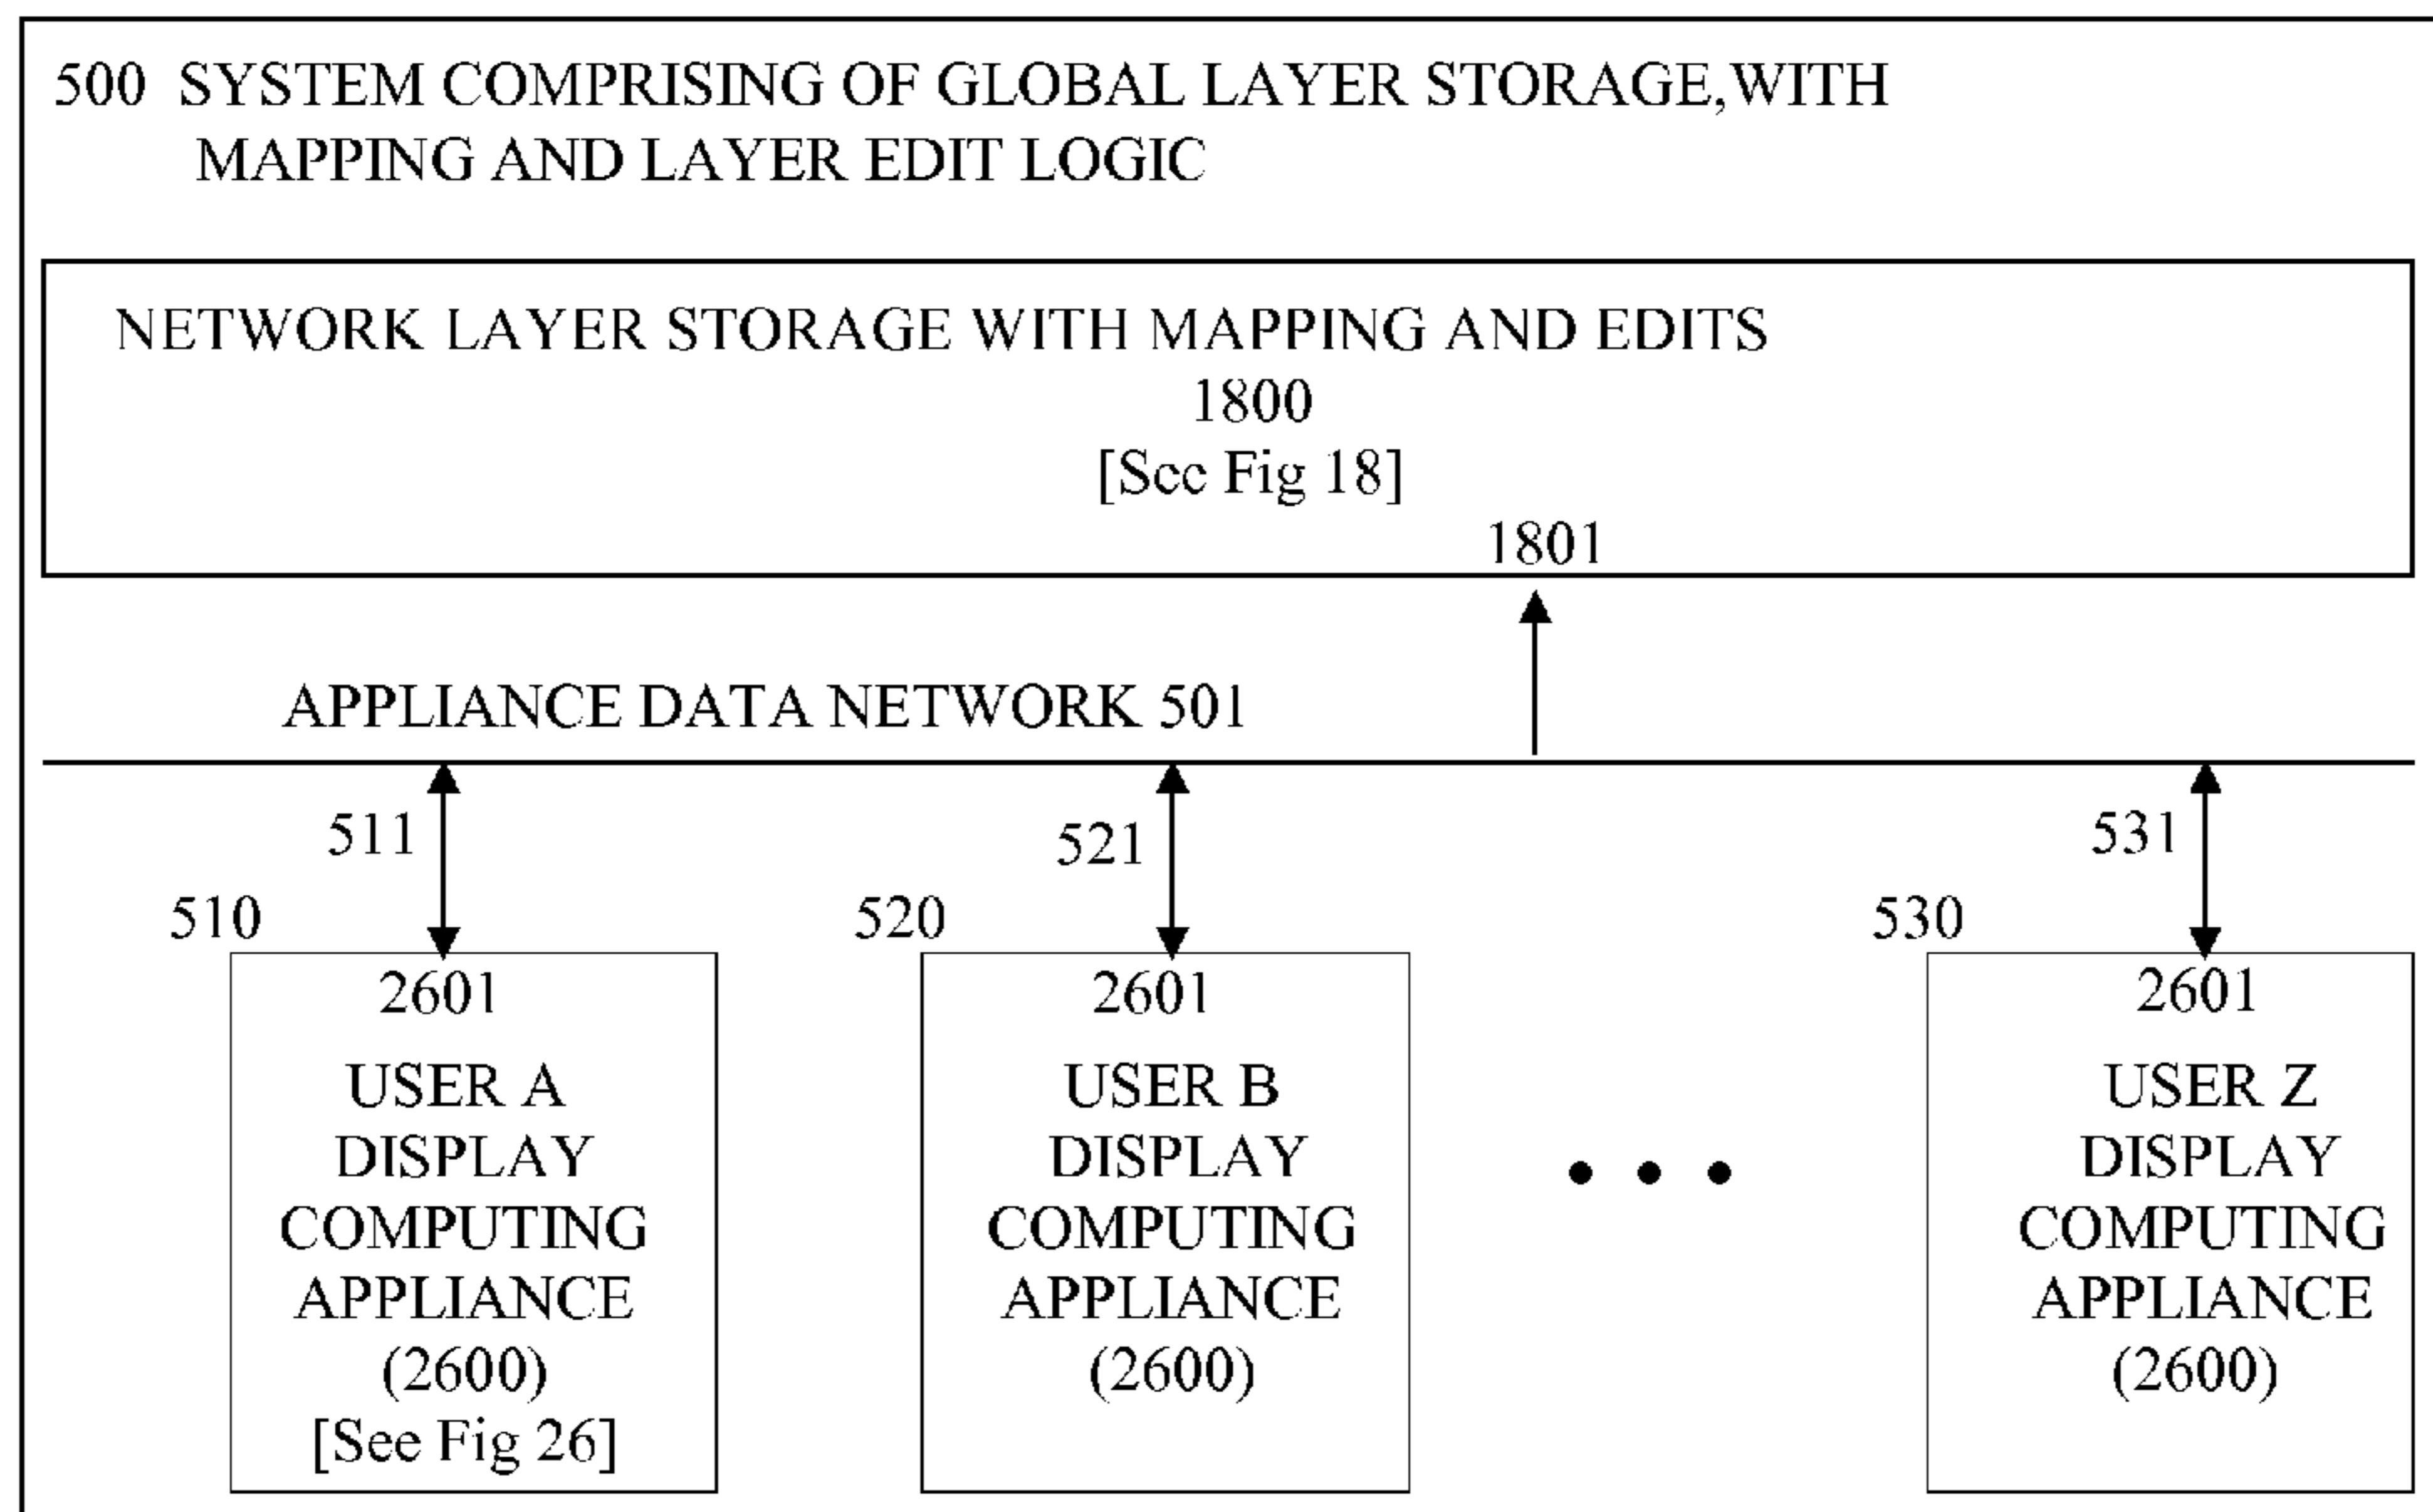 500 SYSTEM COMPRISING OF GLOBAL LAYER STORAGE,WITH
MAPPING AND LAYER EDIT LOGIC
NETWORK LAYER STORAGE WITH MAPPING AND EDITS
1800
[See Fig 18]
1801
APPLIANCE DATA NETWORK 501
511
521
531
510
520
530
2601
USER A
DISPLAY
COMPUTING
APPLIANCE
(2600)
[See Fig 26]
2601
USER B
DISPLAY
COMPUTING
APPLIANCE
(2600)
2601
USER Z
DISPLAY
COMPUTING
APPLIANCE
(2600)